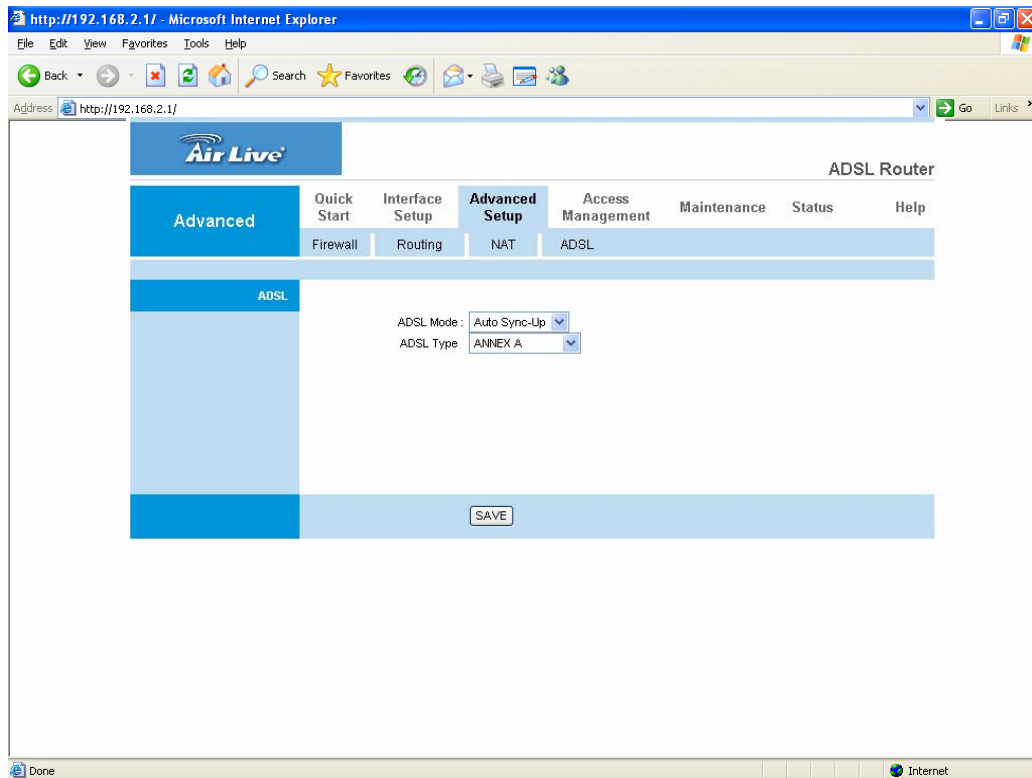 http://192.168.2.1/ - Microsoft Internet Explorer
File Edit View Favorites Tools Help
Back Search Favorites
Address http://192.168.2.1/ Go Links
Air Live
ADSL Router
Advanced
Quick Start
Interface Setup
Advanced Setup
Access Management
Maintenance
Status
Help
Firewall Routing NAT ADSL
ADSL
ADSL Mode : Auto Sync-Up
ADSL Type ANNEX A
SAVE
Done Internet